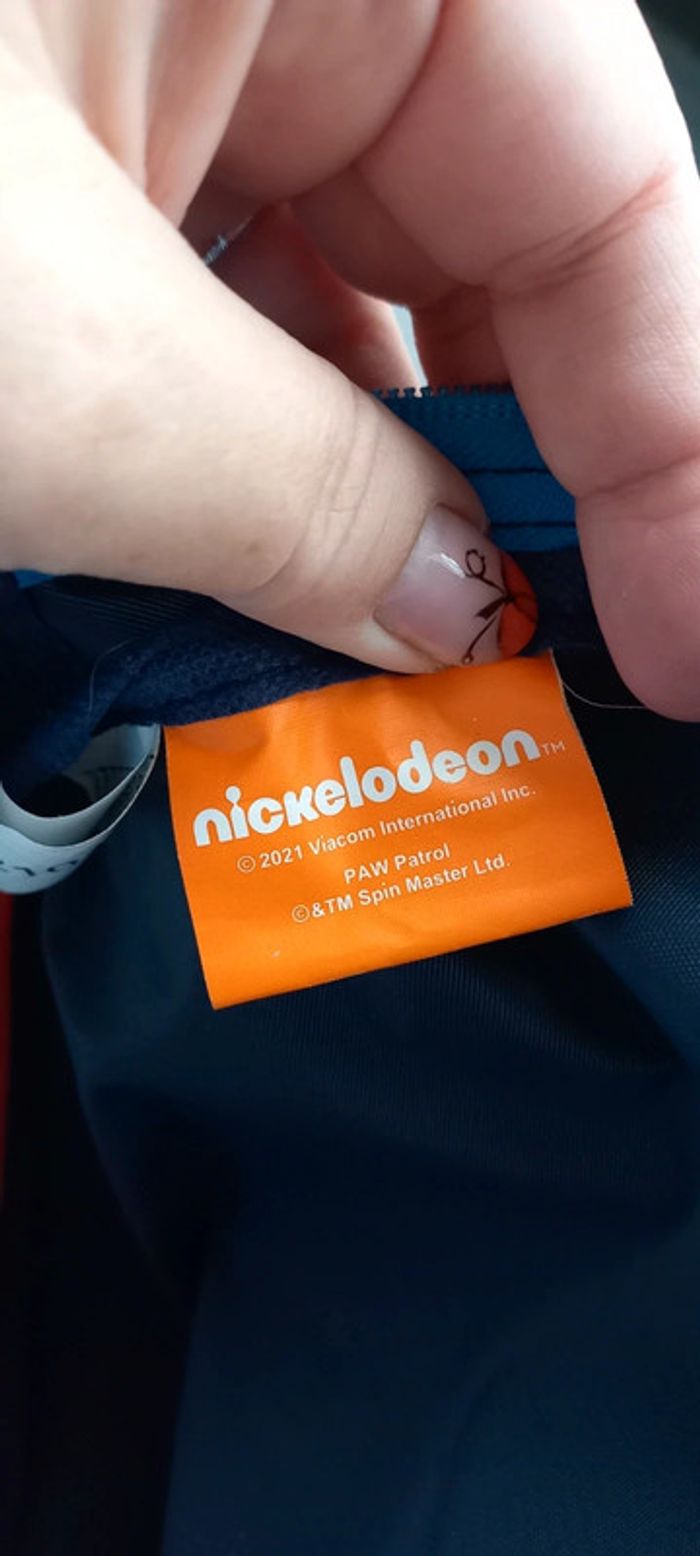 nickelodeon™
© 2021 Viacom International Inc.
PAW Patrol
©&TM Spin Master Ltd.